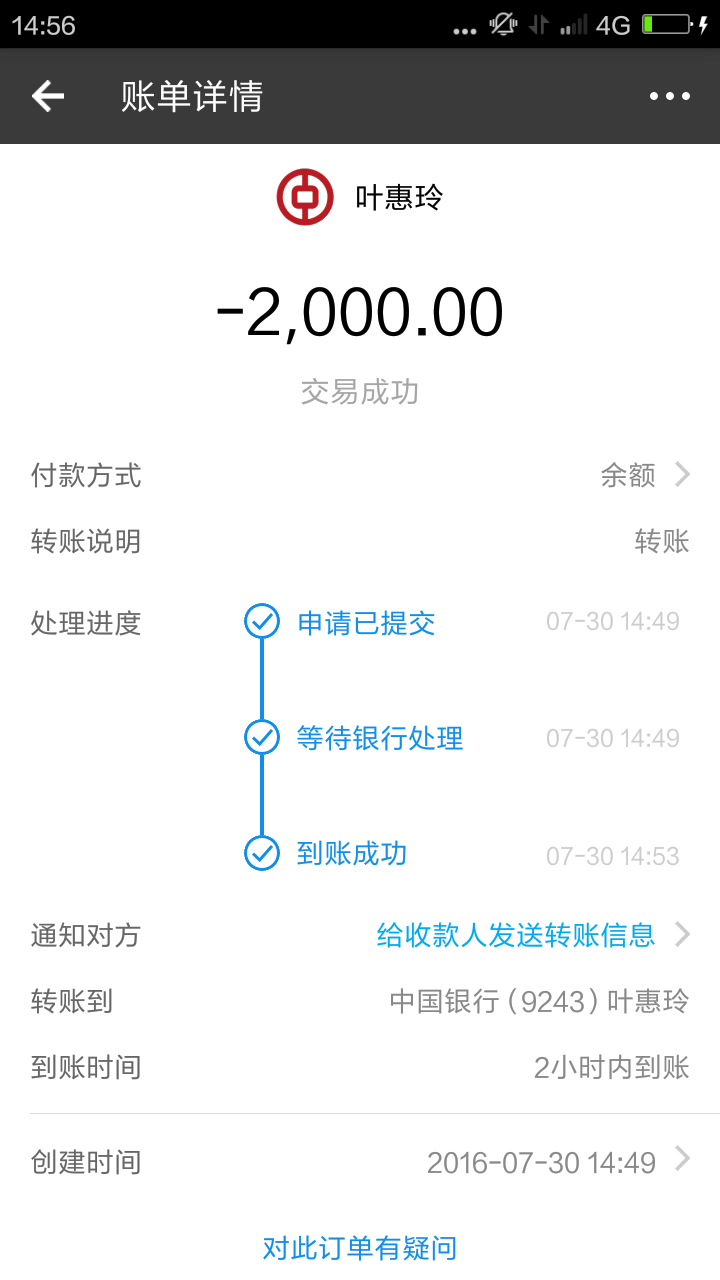 14:56 4G
账单详情
叶惠玲
-2,000.00
交易成功
付款方式 余额
转账说明 转账
处理进度 申请已提交 07-30 14:49
等待银行处理 07-30 14:49
到账成功 07-30 14:53
通知对方 给收款人发送转账信息
转账到 中国银行（9243）叶惠玲
到账时间 2小时内到账
创建时间 2016-07-30 14:49
对此订单有疑问